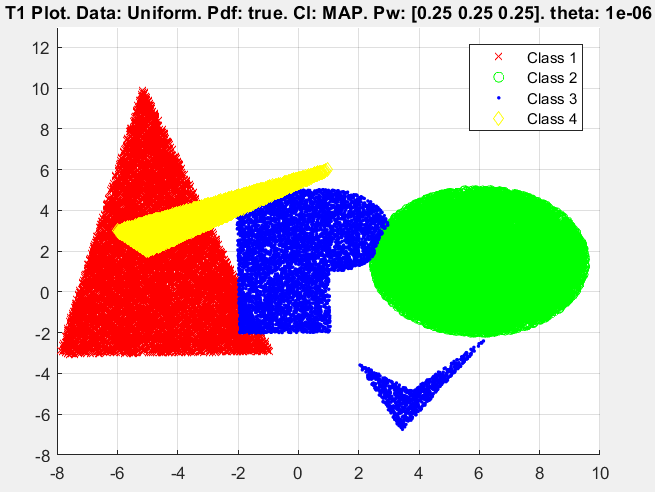 T1 Plot. Data: Uniform. Pdf: true. Cl: MAP. Pw: [0.25 0.25 0.25]. theta: 1e-06
Class 1
Class 2
Class 3
Class 4
10
8
6
4
2
0
-2
-4
-6
-8
-8 -6 -4 -2 0 2 4 6 8 10